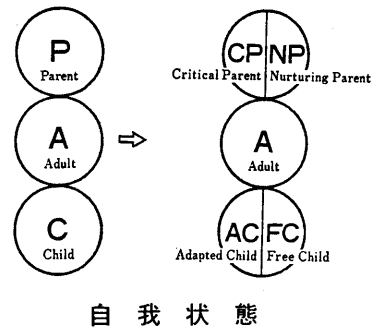 P
Parent
A
Adult
C
Child
⇨
CP NP
Critical Parent Nurturing Parent
A
Adult
AC FC
Adapted Child Free Child
自我状態